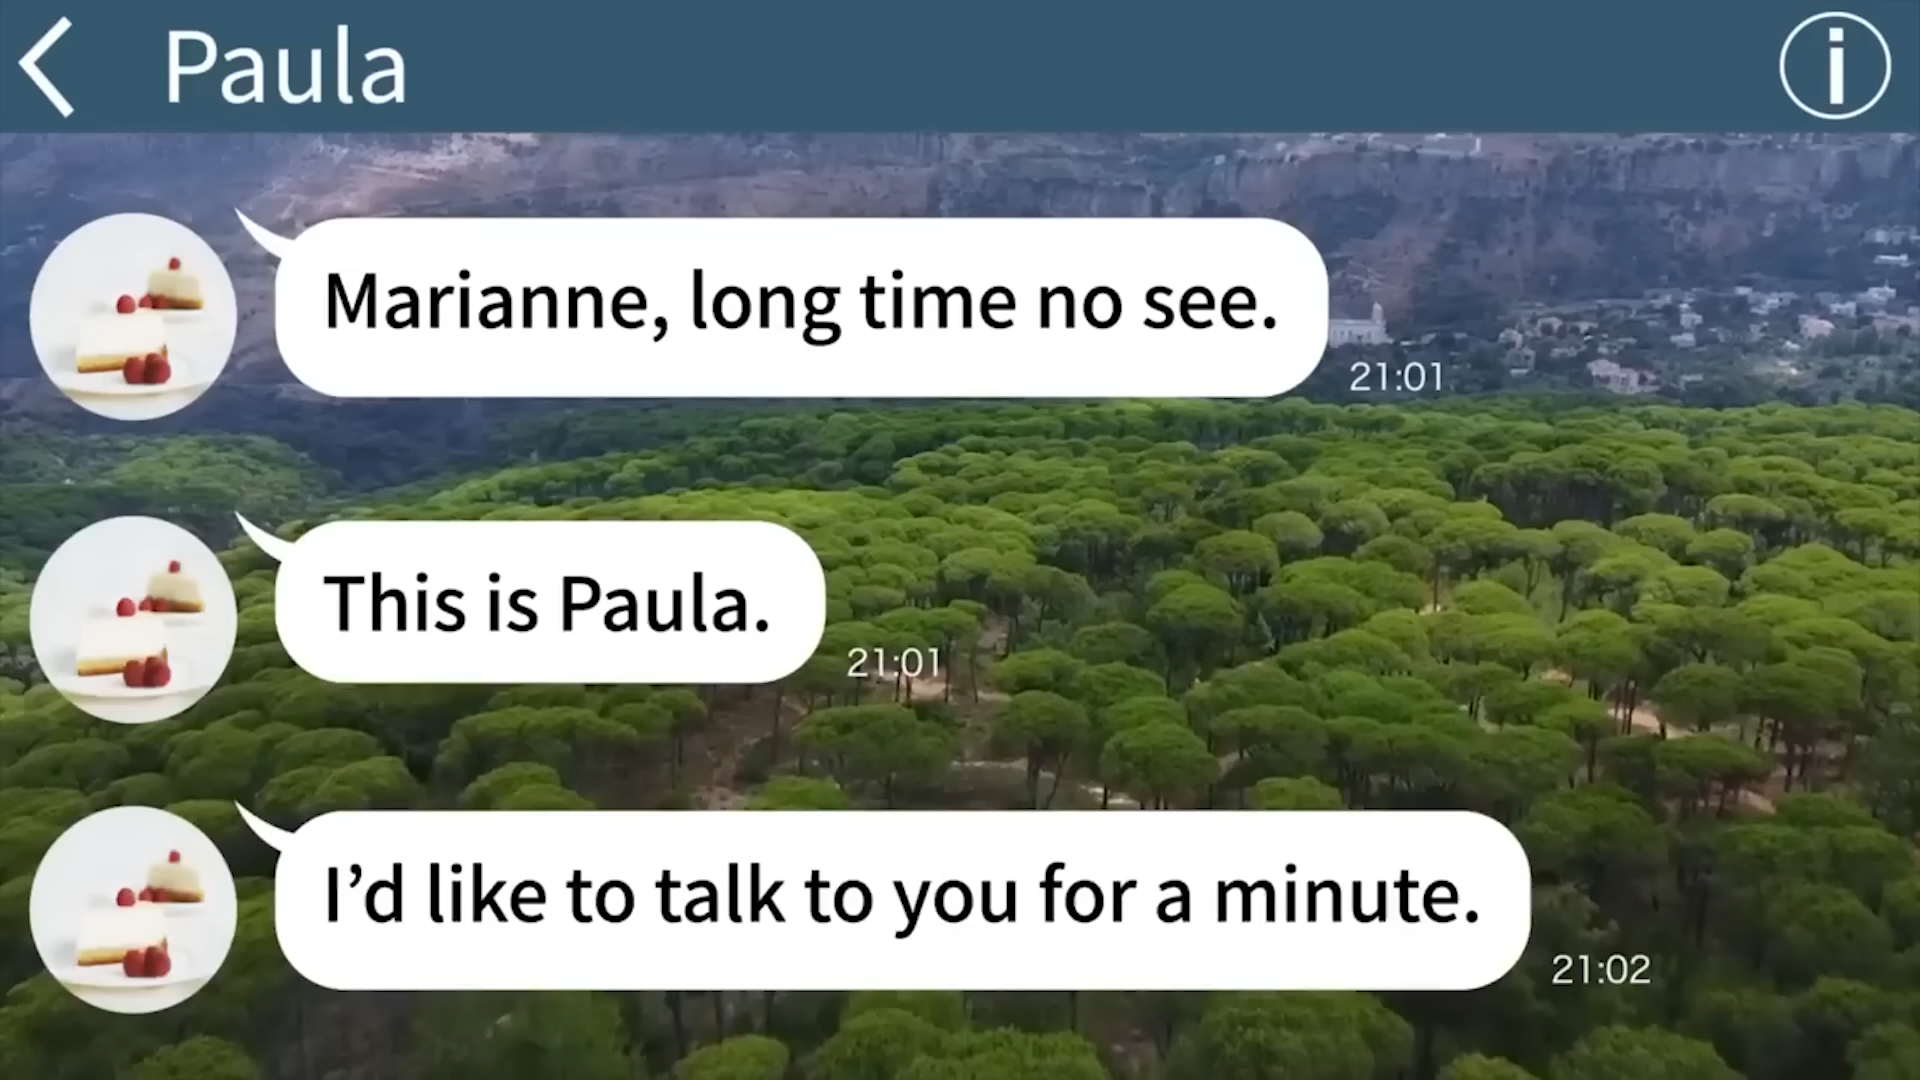 Paula
Marianne, long time no see.
21:01
This is Paula.
21:01
I’d like to talk to you for a minute.
21:02